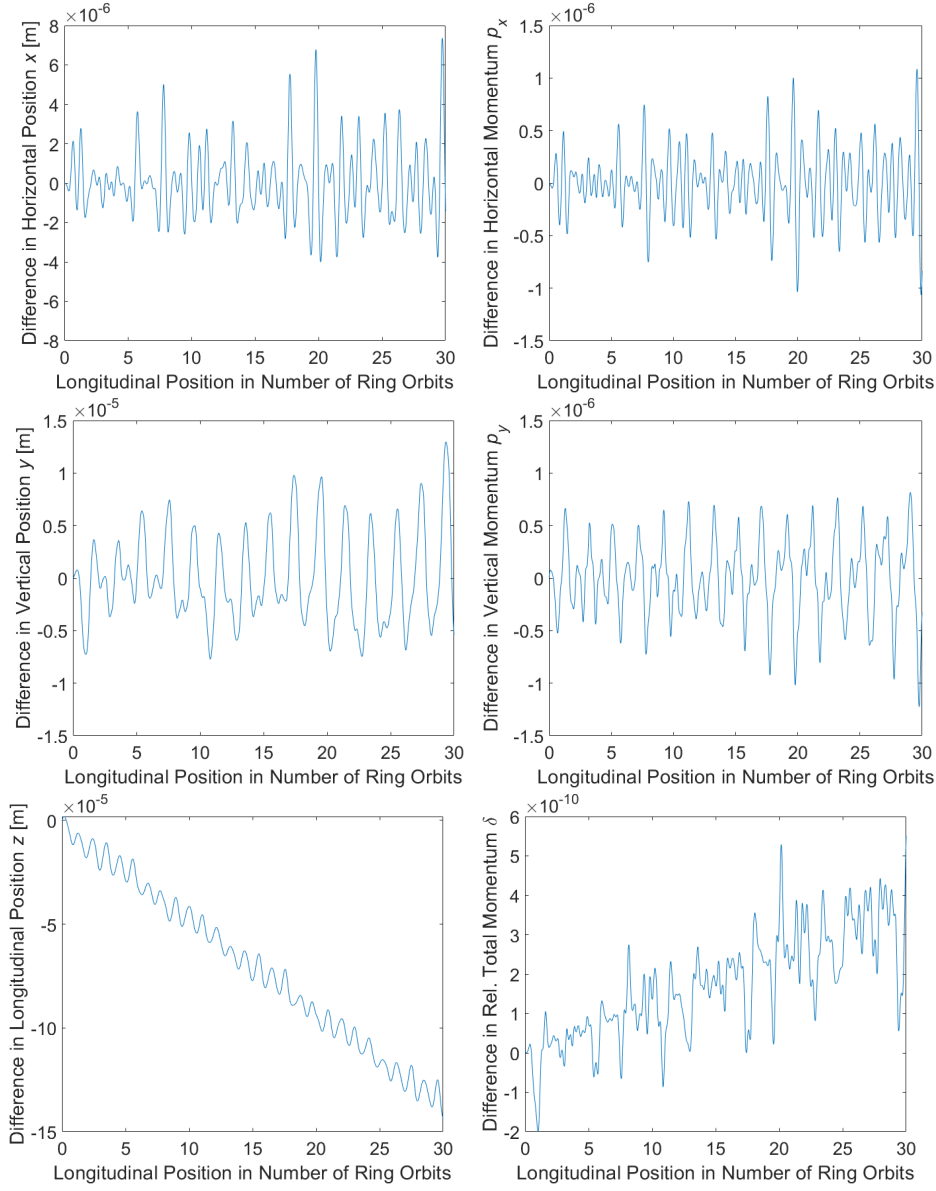 ×10-6
8
6
4
2
0
-2
-4
-6
-8
Difference in Horizontal Position x [m]
0 5 10 15 20 25 30
Longitudinal Position in Number of Ring Orbits
×10-6
1.5
1
0.5
0
-0.5
-1
-1.5
Difference in Horizontal Momentum px
0 5 10 15 20 25 30
Longitudinal Position in Number of Ring Orbits
×10-5
1.5
1
0.5
0
-0.5
-1
-1.5
Difference in Vertical Position y [m]
0 5 10 15 20 25 30
Longitudinal Position in Number of Ring Orbits
×10-6
1.5
1
0.5
0
-0.5
-1
-1.5
Difference in Vertical Momentum py
0 5 10 15 20 25 30
Longitudinal Position in Number of Ring Orbits
×10-5
0
-5
-10
-15
Difference in Longitudinal Position z [m]
0 5 10 15 20 25 30
Longitudinal Position in Number of Ring Orbits
×10-10
6
5
4
3
2
1
0
-1
-2
Difference in Rel. Total Momentum δ
0 5 10 15 20 25 30
Longitudinal Position in Number of Ring Orbits